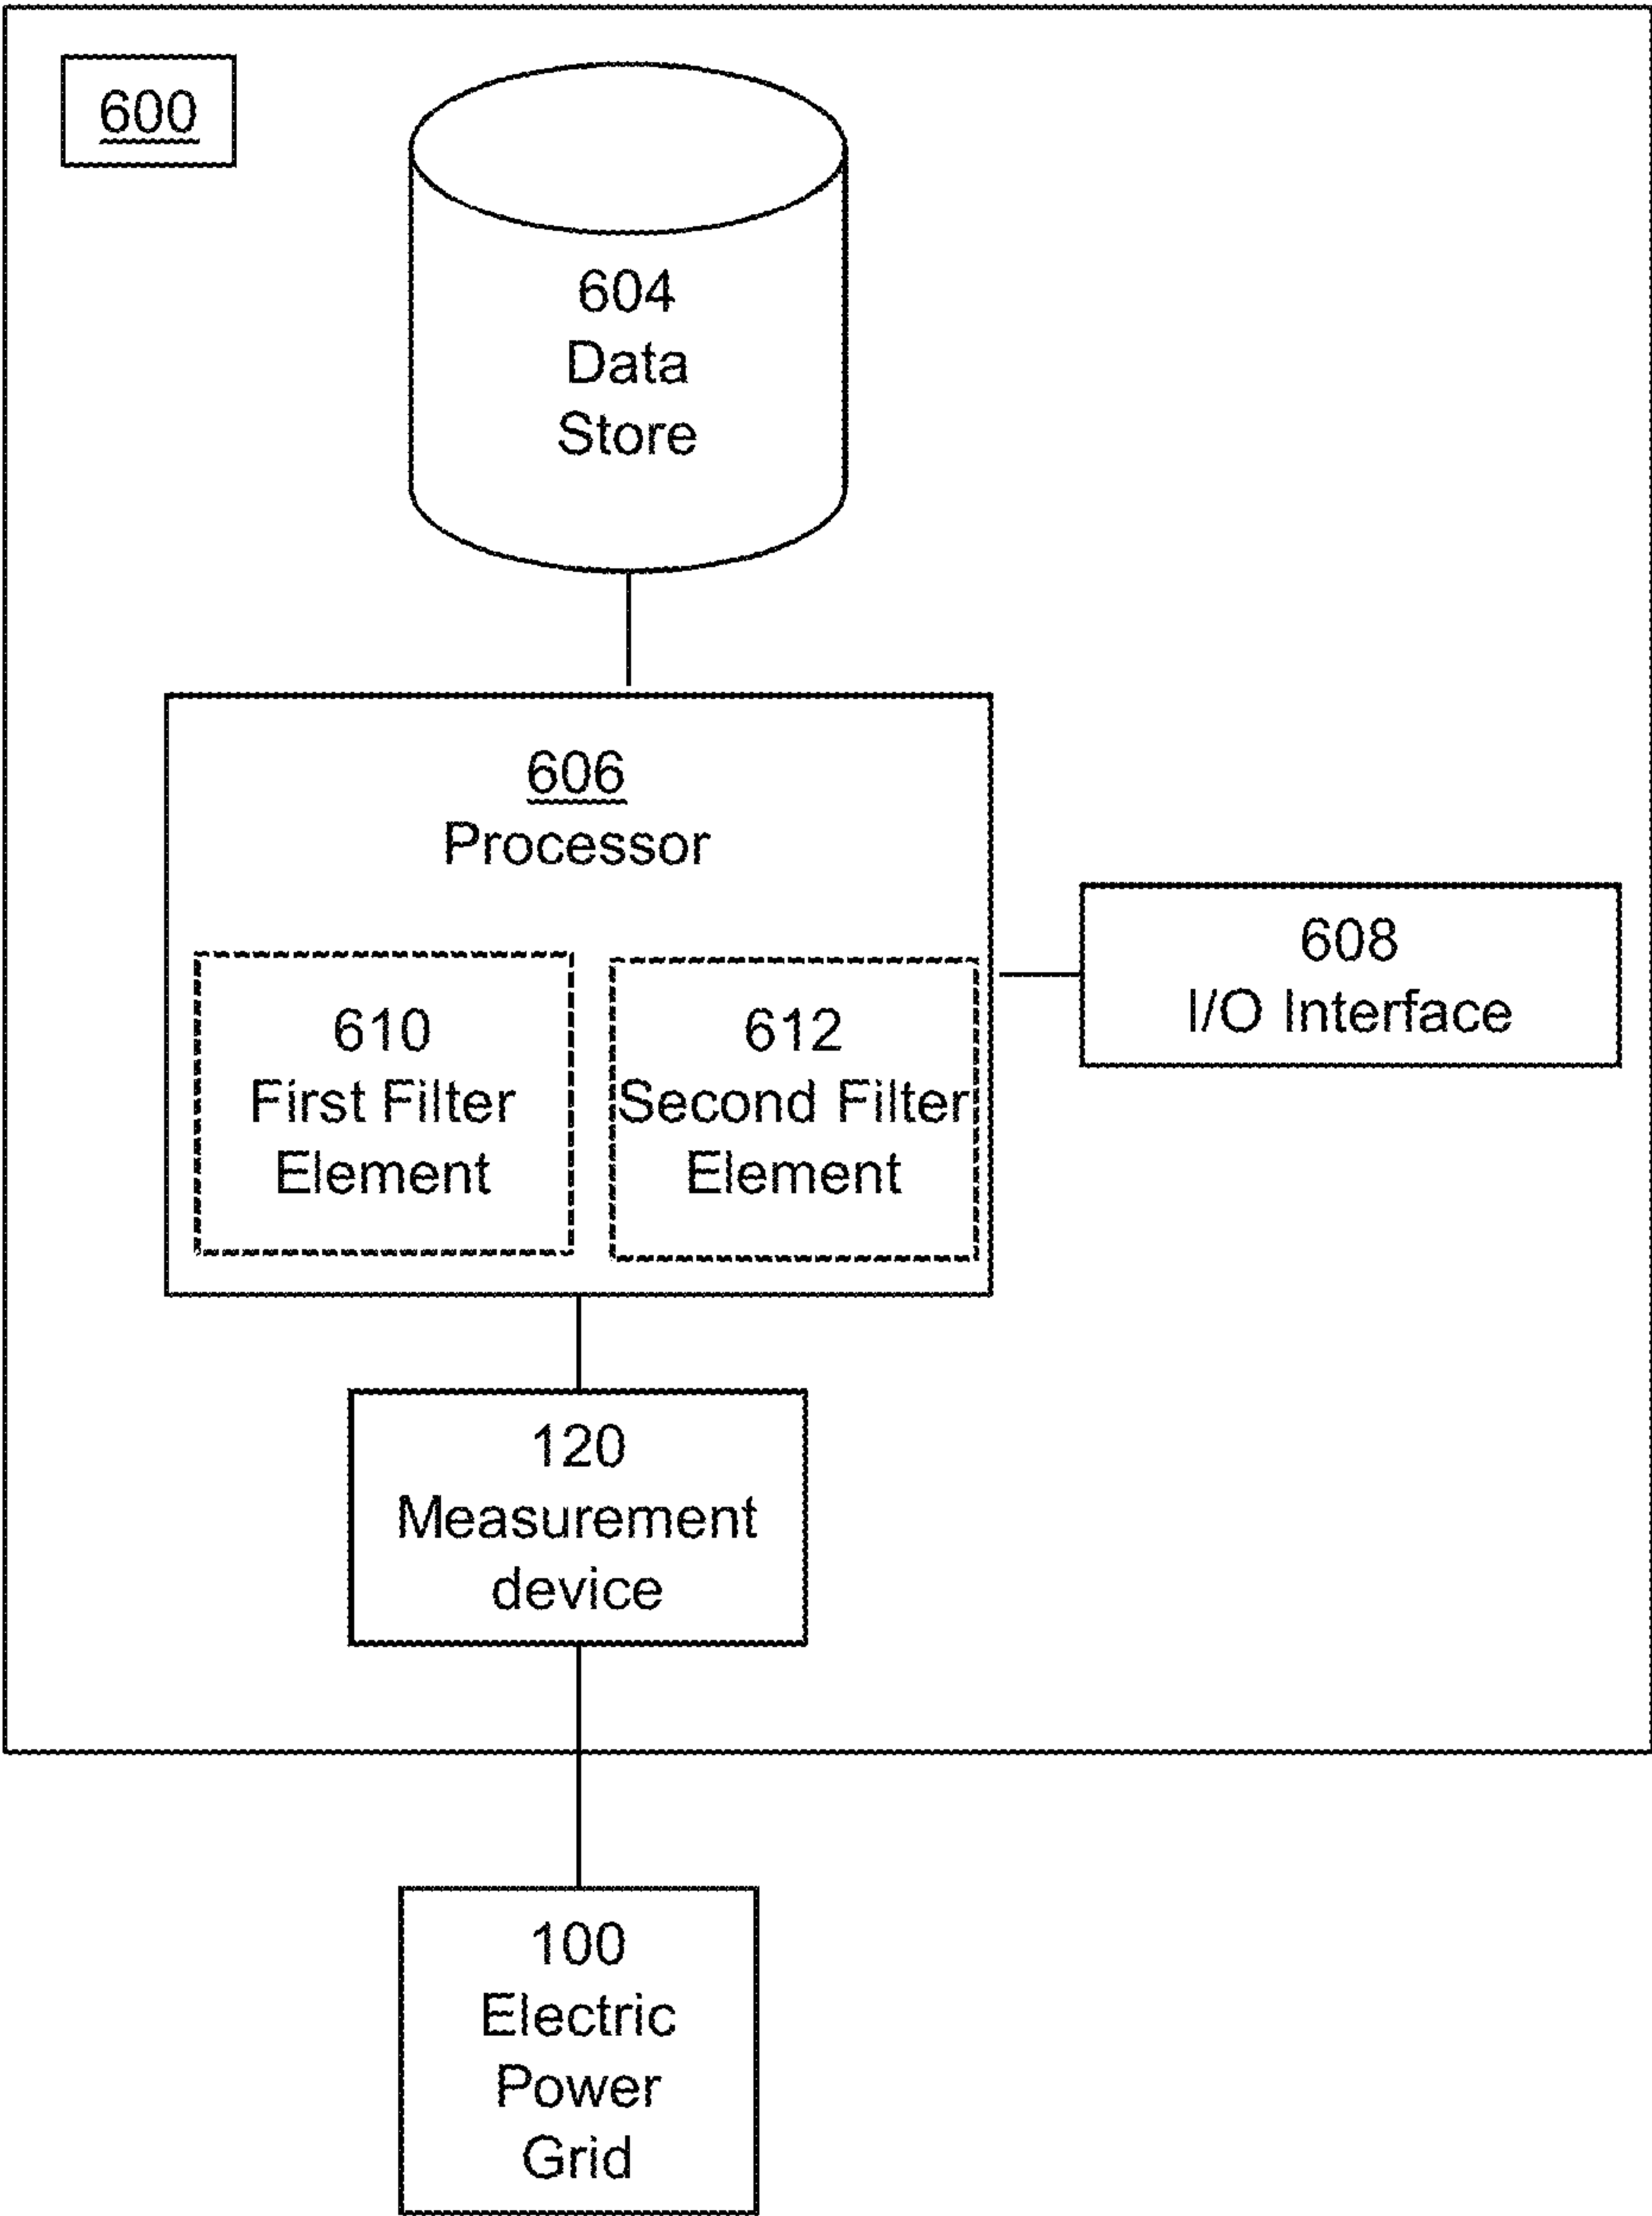 600
604
Data
Store
606
Processor
608
I/O Interface
610
First Filter
Element
612
Second Filter
Element
120
Measurement
device
100
Electric
Power
Grid